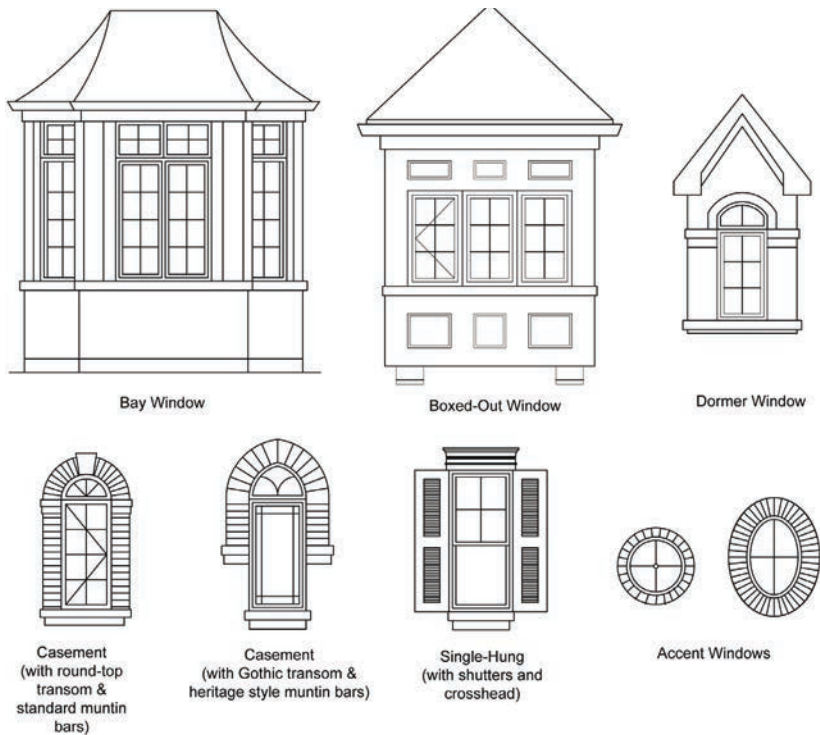 Bay Window
Boxed-Out Window
Dormer Window
Casement
(with round-top
transom &
standard muntin
bars)
Casement
(with Gothic transom &
heritage style muntin bars)
Single-Hung
(with shutters and
crosshead)
Accent Windows